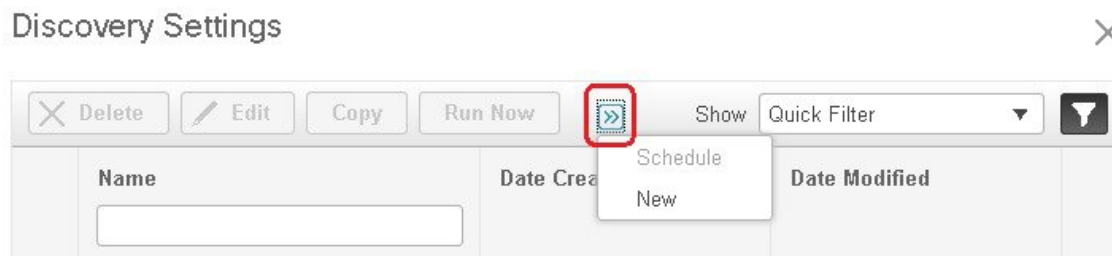 Discovery Settings
Delete Edit Copy Run Now Show Quick Filter
Schedule
Name Date Crea Date Modified
New